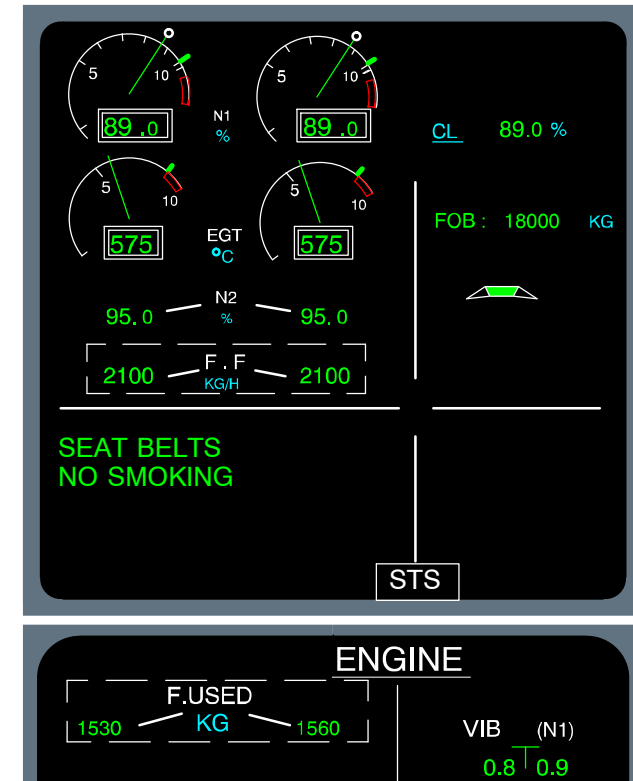 5 10 5 10
89.0 N1 89.0
%
CL 89.0 %
5 10 5 10
FOB : 18000 KG
575 EGT 575
°C
N2
95.0 % 95.0
F . F
2100 KG/H 2100
SEAT BELTS
NO SMOKING
STS
ENGINE
F.USED
1530 KG 1560
VIB (N1)
0.8 0.9